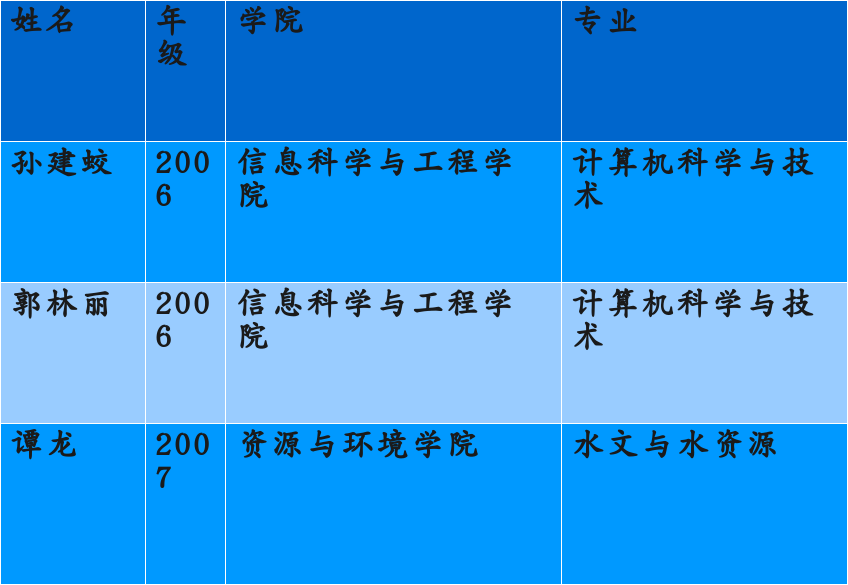 姓名 年级 学院 专业
孙建蛟 2006 信息科学与工程学院 计算机科学与技术
郭林丽 2006 信息科学与工程学院 计算机科学与技术
谭龙 2007 资源与环境学院 水文与水资源